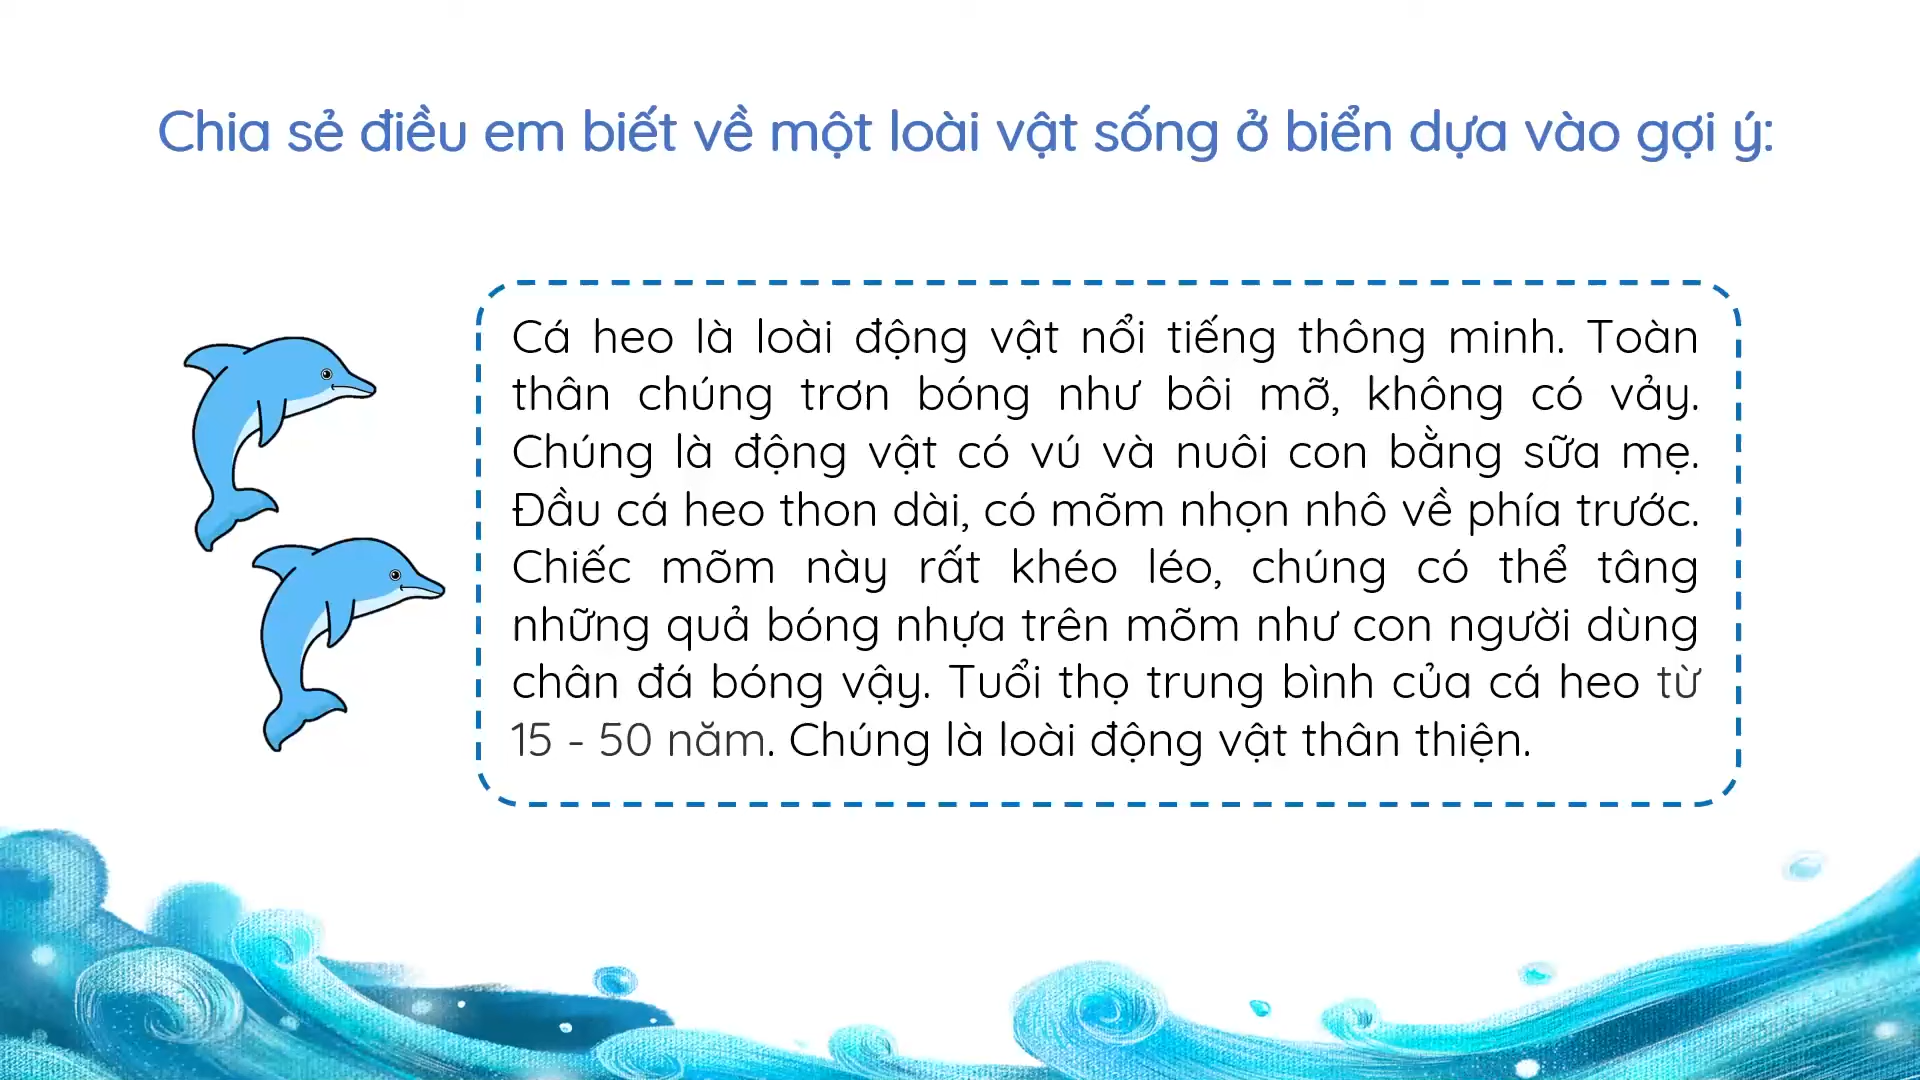 Chia sẻ điều em biết về một loài vật sống ở biển dựa vào gợi ý:
Cá heo là loài động vật nổi tiếng thông minh. Toàn
thân chúng trơn bóng như bôi mỡ, không có vảy.
Chúng là động vật có vú và nuôi con bằng sữa mẹ.
Đầu cá heo thon dài, có mõm nhọn nhô về phía trước.
Chiếc mõm này rất khéo léo, chúng có thể tâng
những quả bóng nhựa trên mõm như con người dùng
chân đá bóng vậy. Tuổi thọ trung bình của cá heo từ
15 - 50 năm. Chúng là loài động vật thân thiện.